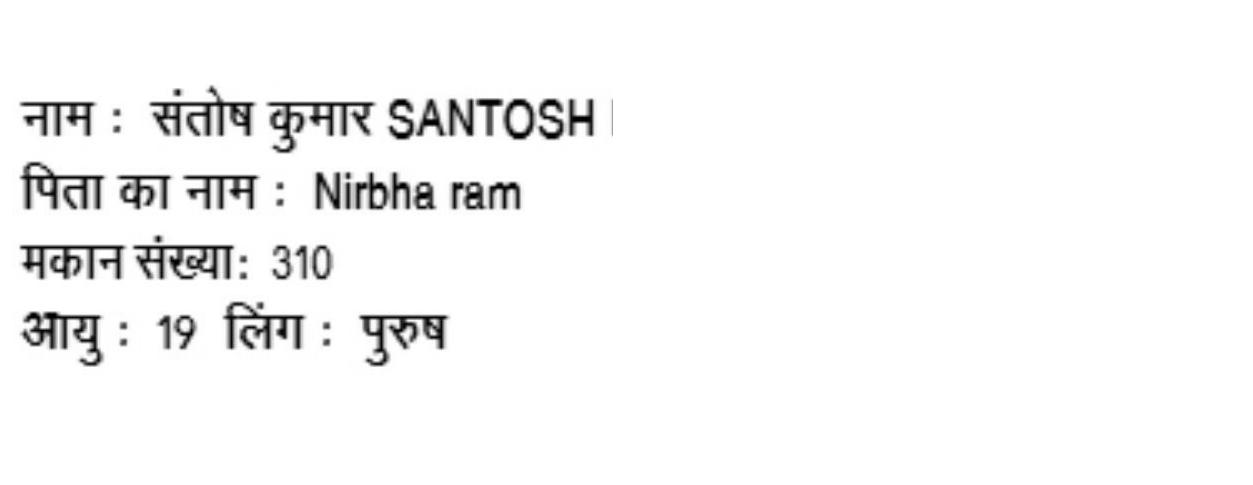 नाम : संतोष कुमार SANTOSH
पिता का नाम : Nirbha ram
मकान संख्या: 310
आयु : 19 लिंग : पुरुष